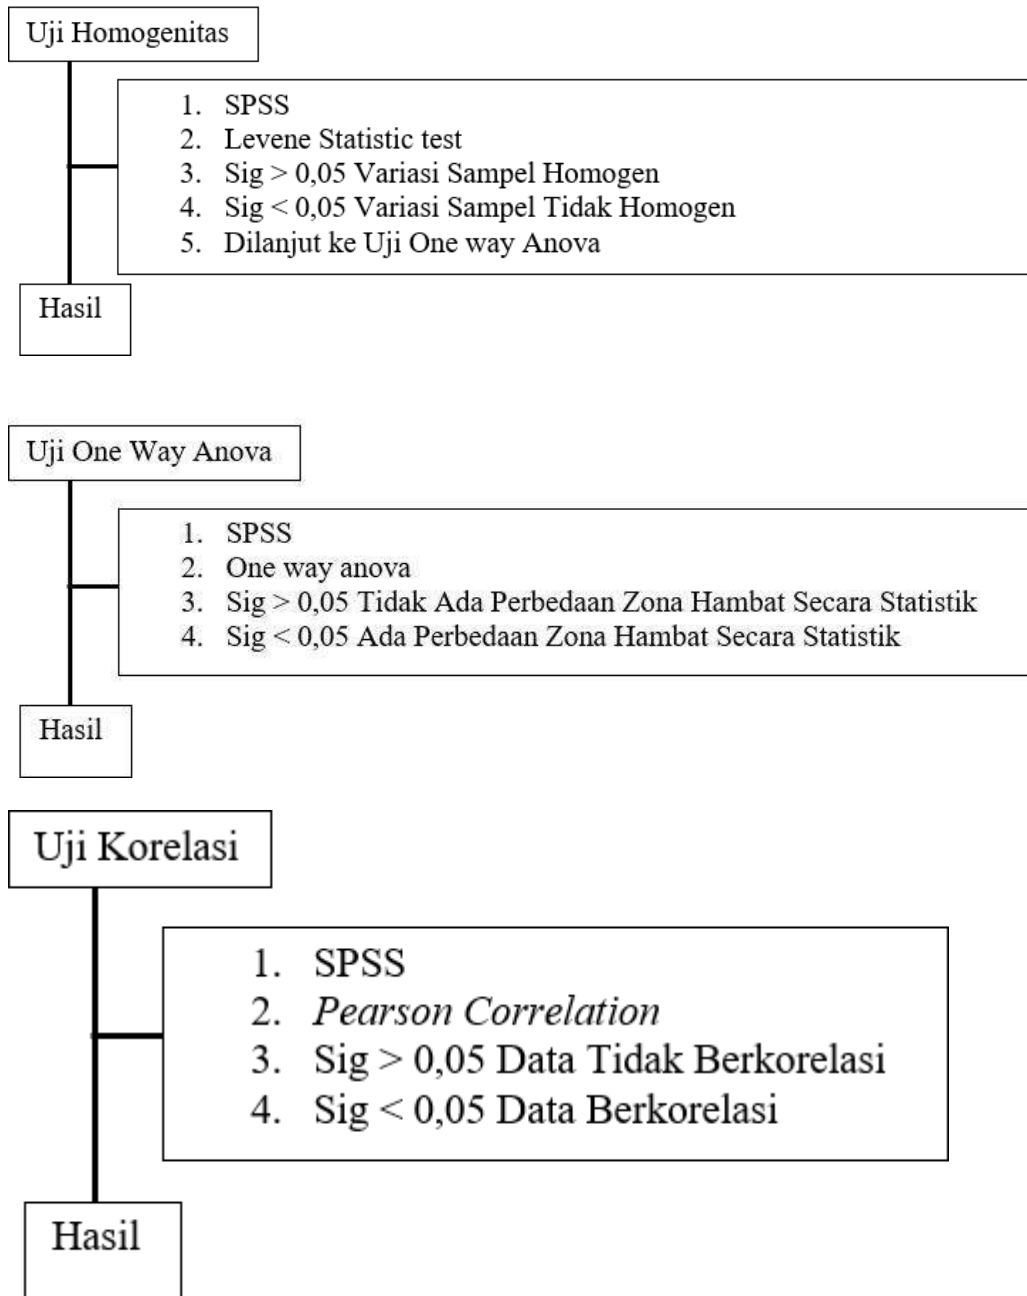 Uji Homogenitas
1. SPSS
2. Levene Statistic test
3. Sig > 0,05 Variasi Sampel Homogen
4. Sig < 0,05 Variasi Sampel Tidak Homogen
5. Dilanjut ke Uji One way Anova
Hasil
Uji One Way Anova
1. SPSS
2. One way anova
3. Sig > 0,05 Tidak Ada Perbedaan Zona Hambat Secara Statistik
4. Sig < 0,05 Ada Perbedaan Zona Hambat Secara Statistik
Hasil
Uji Korelasi
1. SPSS
2. Pearson Correlation
3. Sig > 0,05 Data Tidak Berkorelasi
4. Sig < 0,05 Data Berkorelasi
Hasil